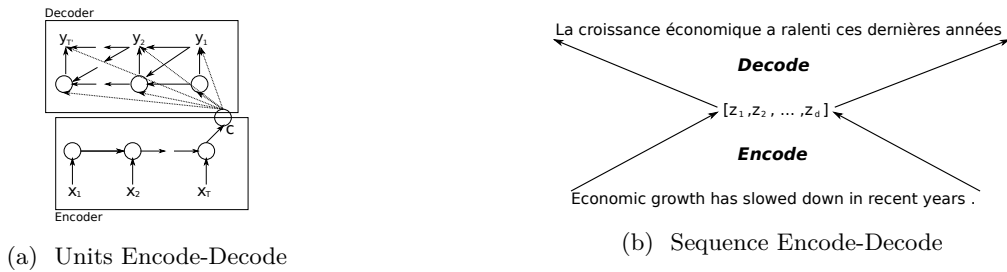 Decoder
y_T' y_2 y_1
c
x_1 x_2 x_T
Encoder
(a) Units Encode-Decode
La croissance économique a ralenti ces dernières années
Decode
[z_1,z_2, ... ,z_d]
Encode
Economic growth has slowed down in recent years .
(b) Sequence Encode-Decode